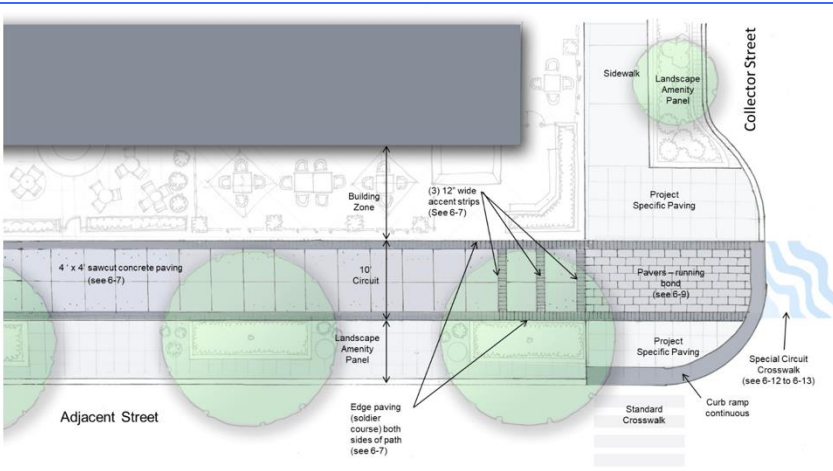 Sidewalk
Landscape
Amenity
Panel
Collector Street
Building
Zone
(3) 12" wide
accent strips
(See 6-7)
Project
Specific Paving
4 ' x 4' sawcut concrete paving
(see 6-7)
10'
Circuit
Pavers – running
bond
(see 6-9)
Landscape
Amenity
Panel
Project
Specific Paving
Special Circuit
Crosswalk
(see 6-12 to 6-13)
Adjacent Street
Edge paving
(soldier
course) both
sides of path
(see 6-7)
Standard
Crosswalk
Curb ramp
continuous